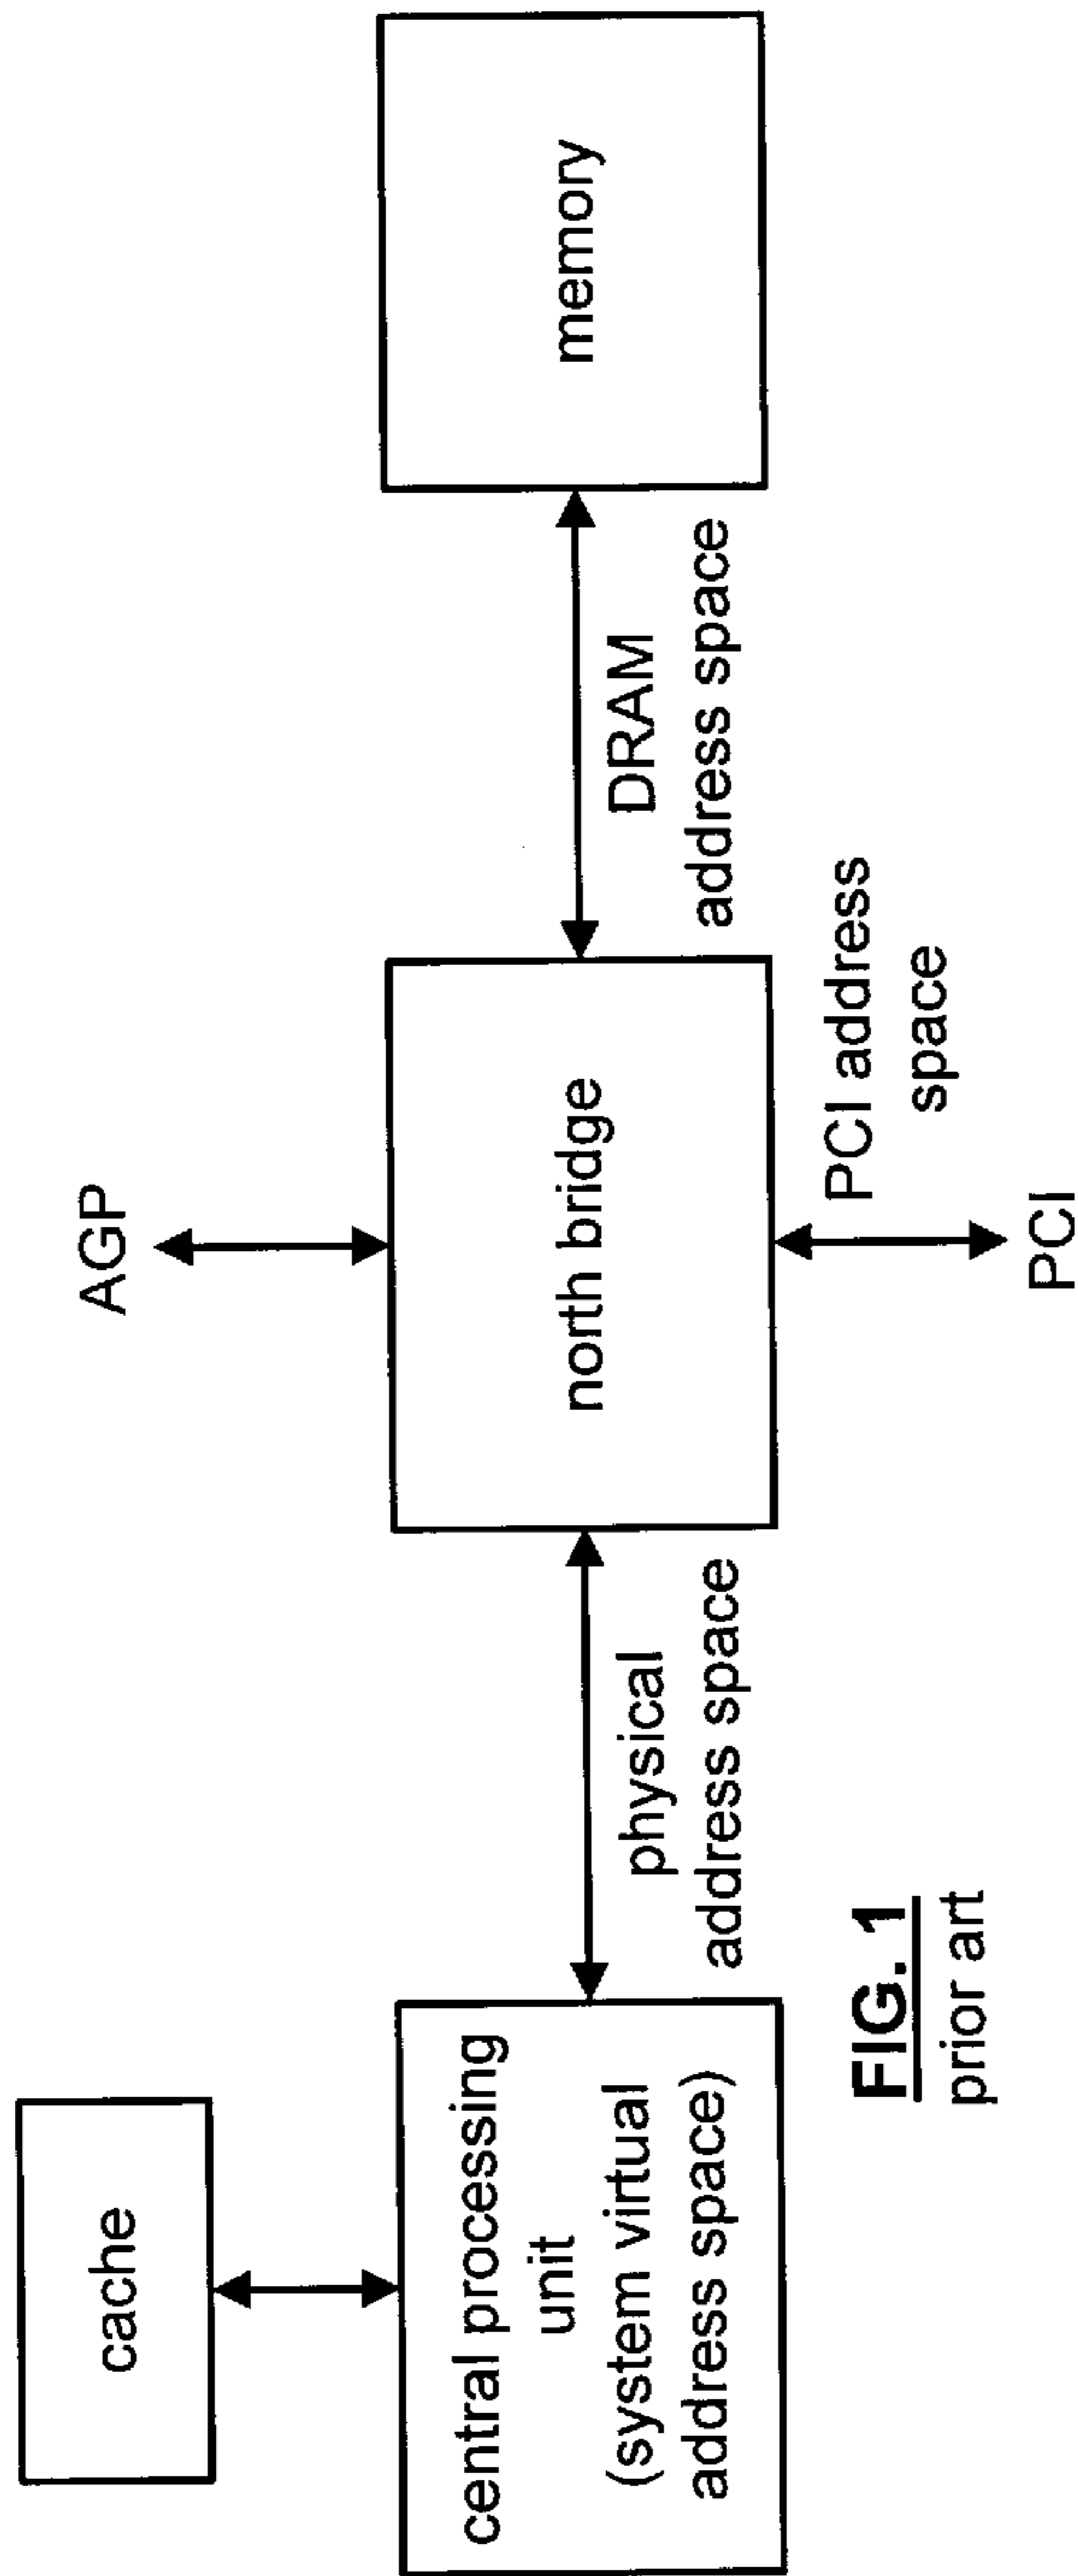 cache
central processing
unit
(system virtual
address space)
physical
address space
AGP
north bridge
PCI address
space
PCI
DRAM
address space
memory
FIG. 1
prior art